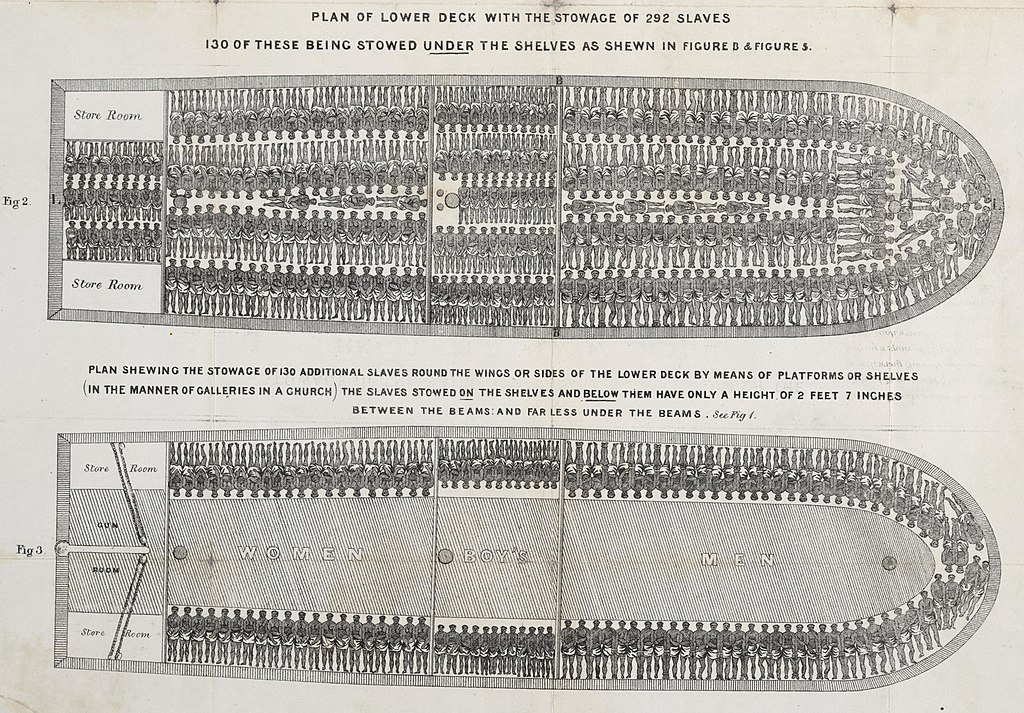 PLAN OF LOWER DECK WITH THE STOWAGE OF 292 SLAVES
130 OF THESE BEING STOWED UNDER THE SHELVES AS SHEWN IN FIGURE B & FIGURE 5.
B
Store Room
Fig 2.
Store Room
B
PLAN SHEWING THE STOWAGE OF 130 ADDITIONAL SLAVES ROUND THE WINGS OR SIDES OF THE LOWER DECK BY MEANS OF PLATFORMS OR SHELVES
(IN THE MANNER OF GALLERIES IN A CHURCH) THE SLAVES STOWED ON THE SHELVES AND BELOW THEM HAVE ONLY A HEIGHT OF 2 FEET 7 INCHES
BETWEEN THE BEAMS: AND FAR LESS UNDER THE BEAMS. See Fig 1.
Store Room
GUN
Fig 3.
WOMEN
BOY'S
MEN
ROOM
Store Room